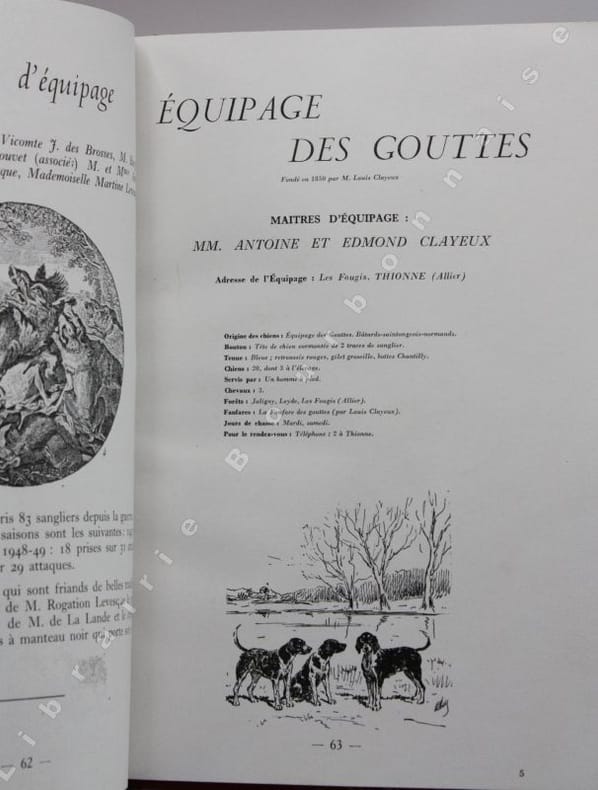 d'équipage
Vicomte J. des Brosses, M.
ouvet (associé;) M. et Mme
que, Mademoiselle Martine
ris 83 sangliers depuis la
saisons sont les suivantes:
1948-49 : 18 prises sur 31
r 29 attaques.
qui sont friands de belles
de M. Rogation
de M. de La Lande et
s à manteau noir qui porte
— 62 —
ÉQUIPAGE
DES GOUTTES
Fondé en 1850 par M. Louis Clayeux
MAITRES D'ÉQUIPAGE :
MM. ANTOINE ET EDMOND CLAYEUX
Adresse de l'Équipage : Les Fougis, THIONNE (Allier)
Origine des chiens : Équipage des Gouttes. Bâtards-saintongeois-normands.
Bouton : Tête de chien surmontée de 2 traces de sanglier.
Tenue : Bleue ; retroussis rouges, gilet groseille, bottes Chantilly.
Chiens : 20, dont 3 à l'élevage.
Servis par : Un homme à pied.
Chevaux : 3.
Forêts : Jaligny, Leyde, Les Fougis (Allier).
Fanfares : La Fanfare des gouttes (par Louis Clayeux).
Jours de chasse : Mardi, samedi.
Pour le rendez-vous : Téléphone : 2 à Thionne.
— 63 —
5
Librairie Bourbonnaise